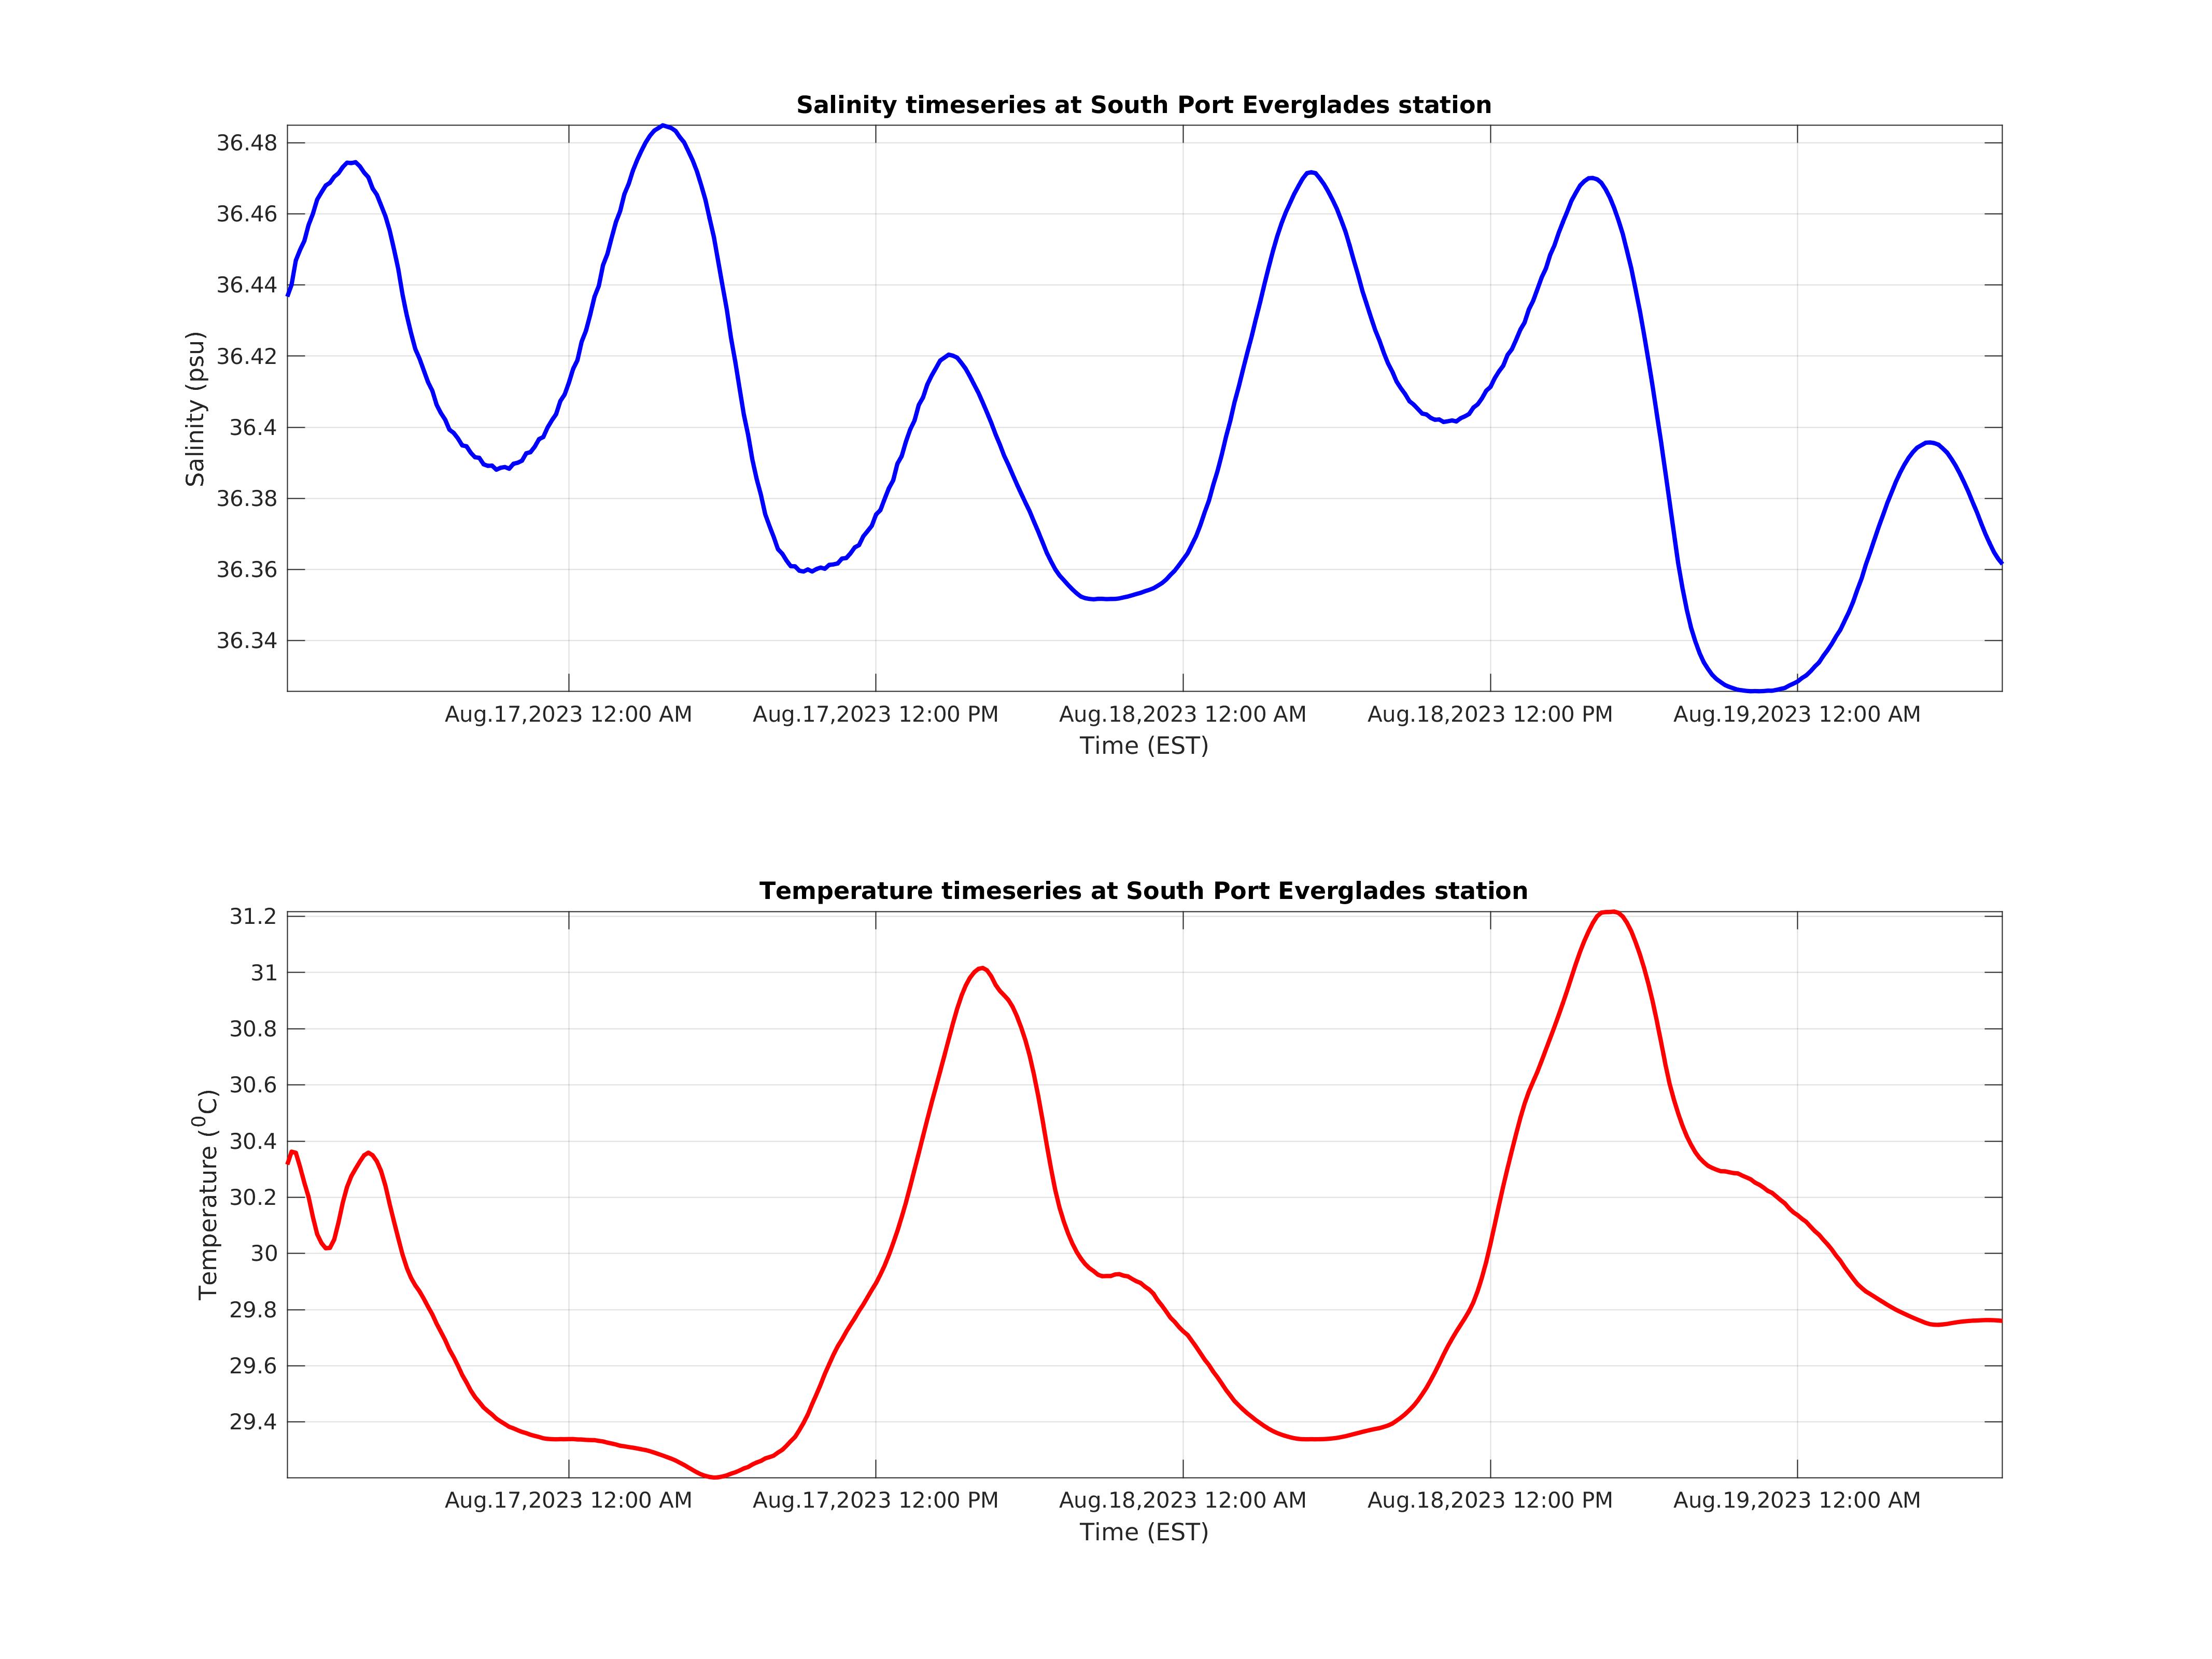 Salinity timeseries at South Port Everglades station
36.48
36.46
36.44
36.42
36.4
36.38
36.36
36.34
Salinity (psu)
Aug.17,2023 12:00 AM Aug.17,2023 12:00 PM Aug.18,2023 12:00 AM Aug.18,2023 12:00 PM Aug.19,2023 12:00 AM
Time (EST)
Temperature timeseries at South Port Everglades station
31.2
31
30.8
30.6
30.4
30.2
30
29.8
29.6
29.4
Temperature (⁰C)
Aug.17,2023 12:00 AM Aug.17,2023 12:00 PM Aug.18,2023 12:00 AM Aug.18,2023 12:00 PM Aug.19,2023 12:00 AM
Time (EST)